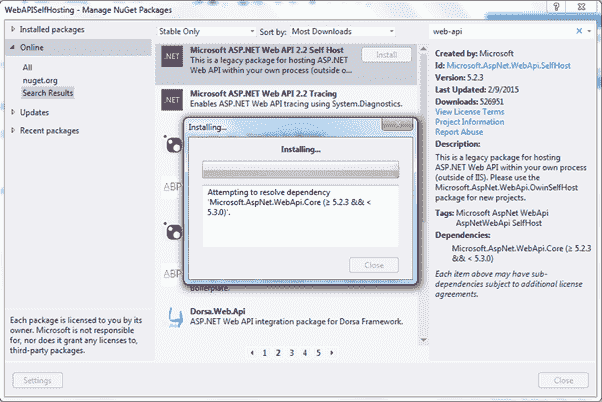 WebAPISelfHosting - Manage NuGet Packages
Installed packages
Online
All
nuget.org
Search Results
Updates
Recent packages
Each package is licensed to you by its
owner. Microsoft is not responsible
for, nor does it grant any licenses to,
third-party packages.
Settings
Stable Only
Sort by: Most Downloads
.NET
Microsoft ASP.NET Web API 2.2 Self Host
This is a legacy package for hosting
ASP.NET Web API within your own process (outside o...
Install
.NET
Microsoft ASP.NET Web API 2.2 Tracing
Enables ASP.NET Web API tracing using System.Diagnostics.
Installing...
Installing...
Attempting to resolve dependency
'Microsoft.AspNet.WebApi.Core (≥ 5.2.3 && <
5.3.0)'.
Close
Boilerplate.
Dorsa.Web.Api
ASP.NET Web API integration package for Dorsa Framework.
1 2 3 4 5
web-api
Created by: Microsoft
Id: Microsoft.AspNet.WebApi.SelfHost
Version: 5.2.3
Last Updated: 2/9/2015
Downloads: 526951
View License Terms
Project Information
Report Abuse
Description:
This is a legacy package for hosting
ASP.NET Web API within your own process
(outside of IIS). Please use the
Microsoft.AspNet.WebApi.OwinSelfHost
package for new projects.
Tags: Microsoft AspNet WebApi
AspNetWebApi SelfHost
Dependencies:
Microsoft.AspNet.WebApi.Core (≥ 5.2.3
&& < 5.3.0)
Each item above may have sub-
dependencies subject to additional license
agreements.
Close